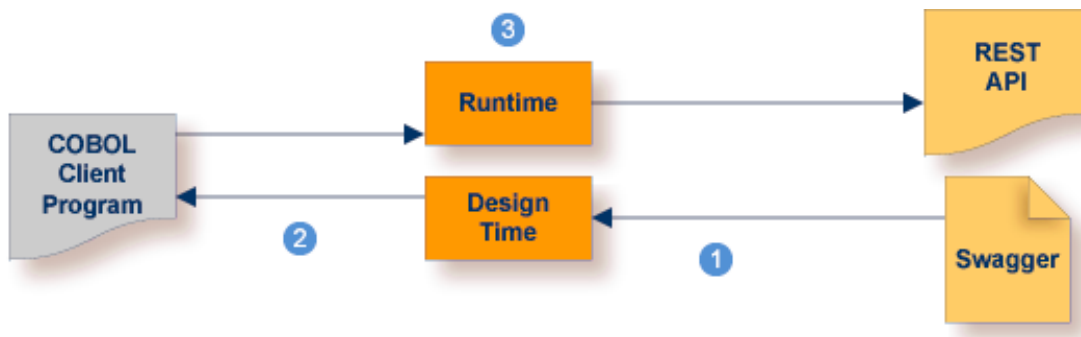 3
REST
API
Runtime
COBOL
Client
Program
Design
Time
2
1
Swagger